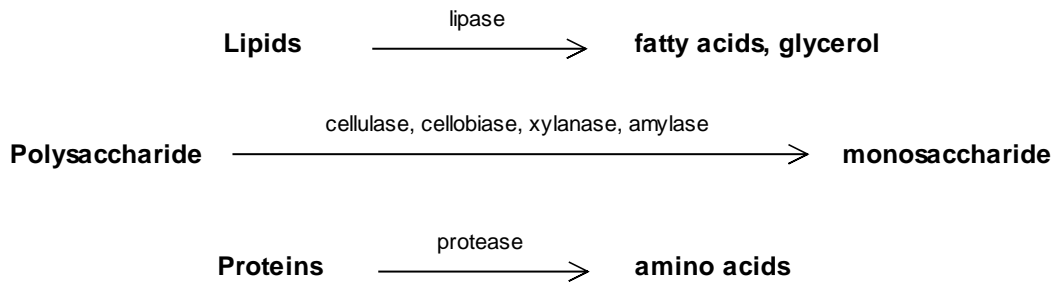 lipase
Lipids fatty acids, glycerol
cellulase, cellobiase, xylanase, amylase
Polysaccharide monosaccharide
protease
Proteins amino acids